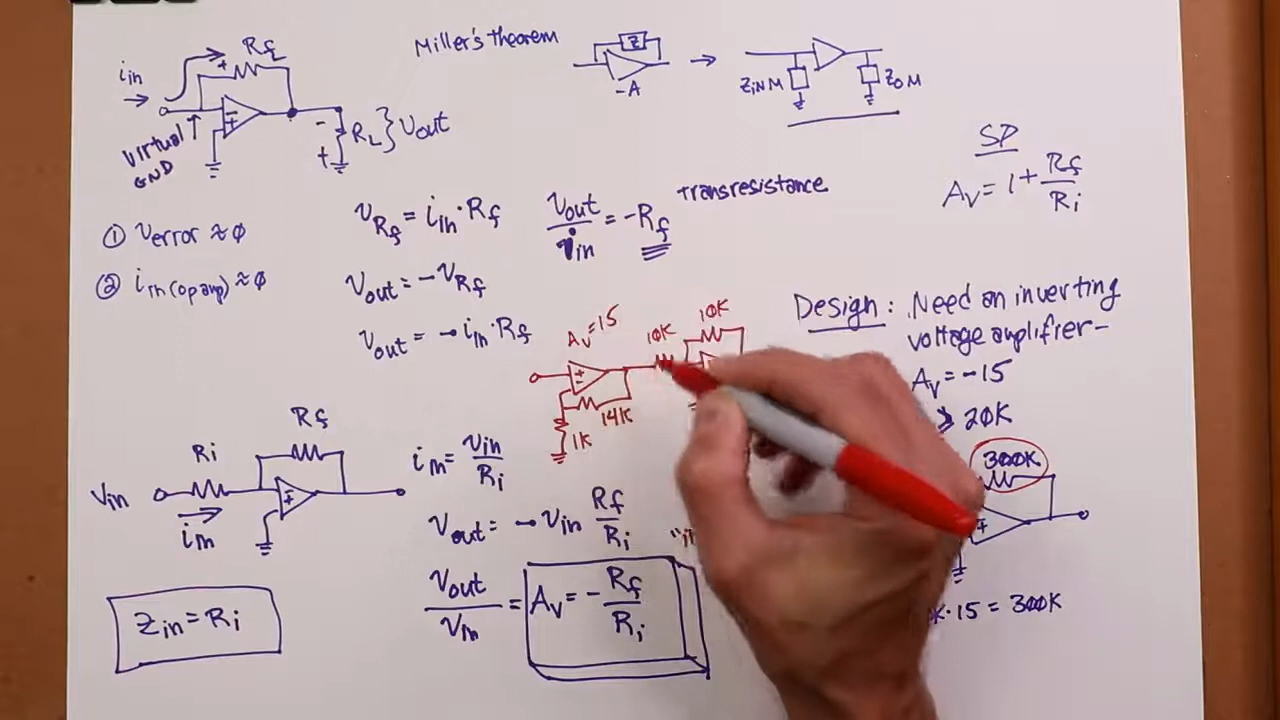 iin
Rf
+
Virtual
GND
-
+
RL } Vout
Miller's theorem
Z
-A
→
ZiN M
ZO M
SP
Av = 1 + Rf/Ri
① Verror ≈ ø
② iin(op amp) ≈ ø
VRf = iin·Rf
Vout = -VRf
Vout = -iin·Rf
Vout/iin = -Rf
Transresistance
Av = 15
+
-
14K
1K
10K
10K
Design: Need an inverting
voltage amplifier-
Av = -15
20K
300K
+
K·15 = 300K
Vin
Ri
Rf
iin
-
+
Zin = Ri
iin = Vin/Ri
Vout = -Vin Rf/Ri
Vout/Vin = Av = -Rf/Ri